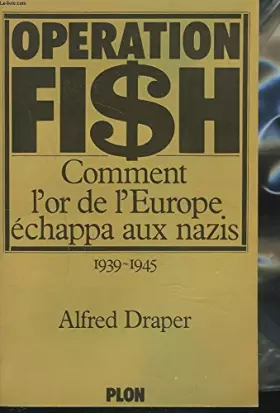 OPERATION
FI$H
Comment
l'or de l'Europe
échappa aux nazis
1939-1945
Alfred Draper
PLON